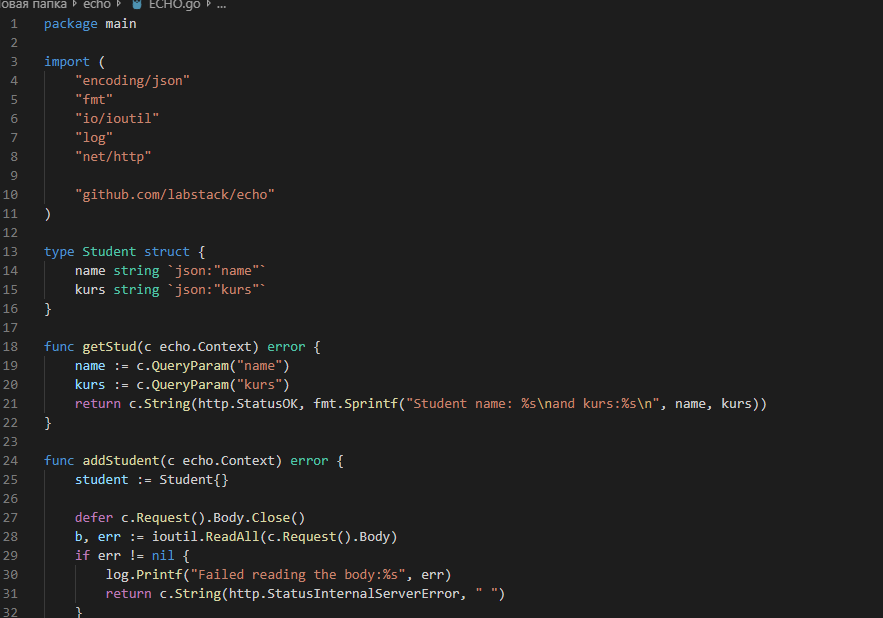 овая папка › echo › ECHO.go › ...
1 package main
2
3 import (
4 "encoding/json"
5 "fmt"
6 "io/ioutil"
7 "log"
8 "net/http"
9
10 "github.com/labstack/echo"
11 )
12
13 type Student struct {
14 name string `json:"name"`
15 kurs string `json:"kurs"`
16 }
17
18 func getStud(c echo.Context) error {
19 name := c.QueryParam("name")
20 kurs := c.QueryParam("kurs")
21 return c.String(http.StatusOK, fmt.Sprintf("Student name: %s\nand kurs:%s\n", name, kurs))
22 }
23
24 func addStudent(c echo.Context) error {
25 student := Student{}
26
27 defer c.Request().Body.Close()
28 b, err := ioutil.ReadAll(c.Request().Body)
29 if err != nil {
30 log.Printf("Failed reading the body:%s", err)
31 return c.String(http.StatusInternalServerError, " ")
32 }